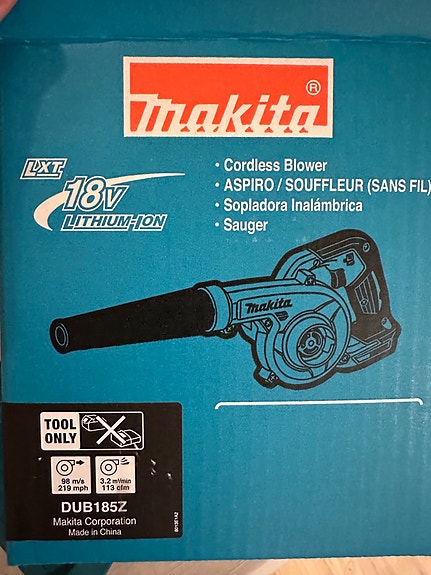 makita®
LXT
18V
LITHIUM-ION
· Cordless Blower
· ASPIRO / SOUFFLEUR (SANS FIL)
· Sopladora Inalámbrica
· Sauger
makita
TOOL
ONLY
98 m/s
219 mph
3.2 m³/min
113 cfm
DUB185Z
Makita Corporation
Made in China